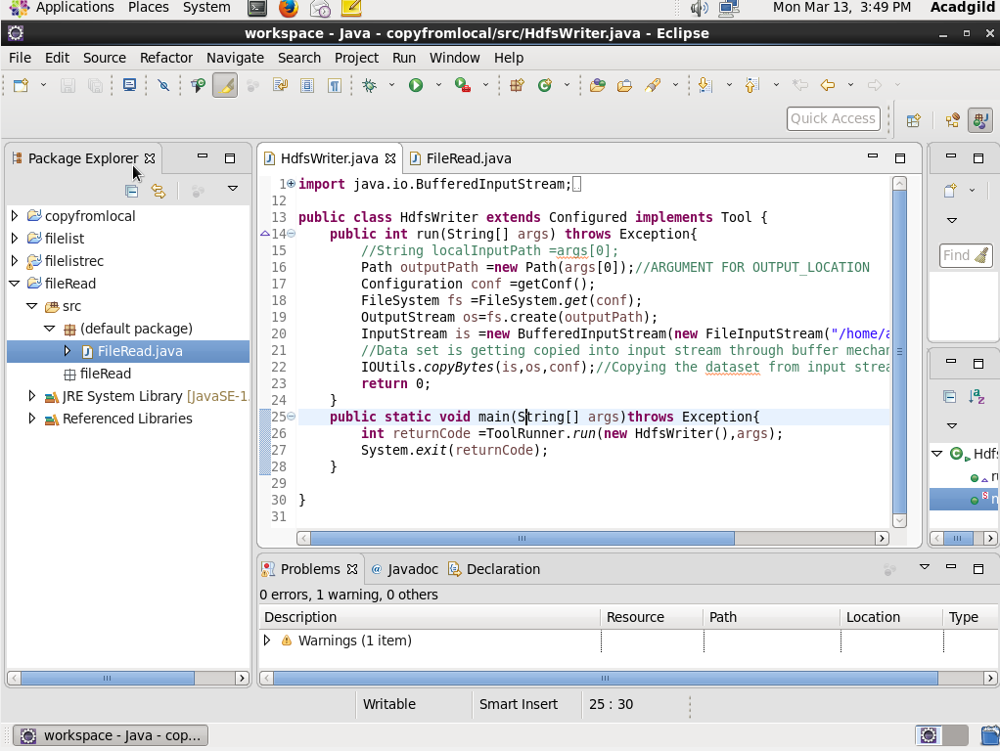 Applications Places System Mon Mar 13, 3:49 PM Acadgild
workspace - Java - copyfromlocal/src/HdfsWriter.java - Eclipse
File Edit Source Refactor Navigate Search Project Run Window Help
Quick Access
Package Explorer
copyfromlocal
filelist
filelistrec
fileRead
src
(default package)
FileRead.java
fileRead
JRE System Library [JavaSE-1.
Referenced Libraries
HdfsWriter.java FileRead.java
1 import java.io.BufferedInputStream;
12
13 public class HdfsWriter extends Configured implements Tool {
14 public int run(String[] args) throws Exception{
15 //String localInputPath =args[0];
16 Path outputPath =new Path(args[0]);//ARGUMENT FOR OUTPUT_LOCATION
17 Configuration conf =getConf();
18 FileSystem fs =FileSystem.get(conf);
19 OutputStream os=fs.create(outputPath);
20 InputStream is =new BufferedInputStream(new FileInputStream("/home/a
21 //Data set is getting copied into input stream through buffer mechan
22 IOUtils.copyBytes(is,os,conf);//Copying the dataset from input strea
23 return 0;
24 }
25 public static void main(String[] args)throws Exception{
26 int returnCode =ToolRunner.run(new HdfsWriter(),args);
27 System.exit(returnCode);
28 }
29
30 }
31
Find
Hdfs
Problems Javadoc Declaration
0 errors, 1 warning, 0 others
Description Resource Path Location Type
Warnings (1 item)
Writable Smart Insert 25 : 30
workspace - Java - cop...